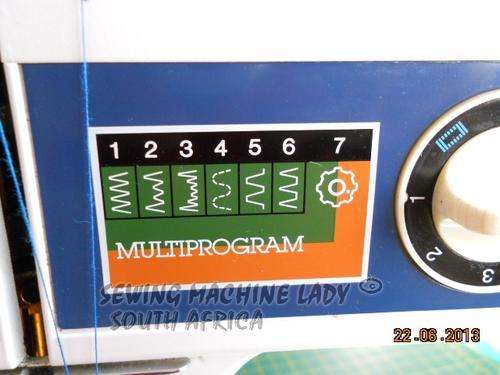 1 2 3 4 5 6 7
MULTIPROGRAM
1
2
3
SEWING MACHINE LADY ©
SOUTH AFRICA
22.06.2013